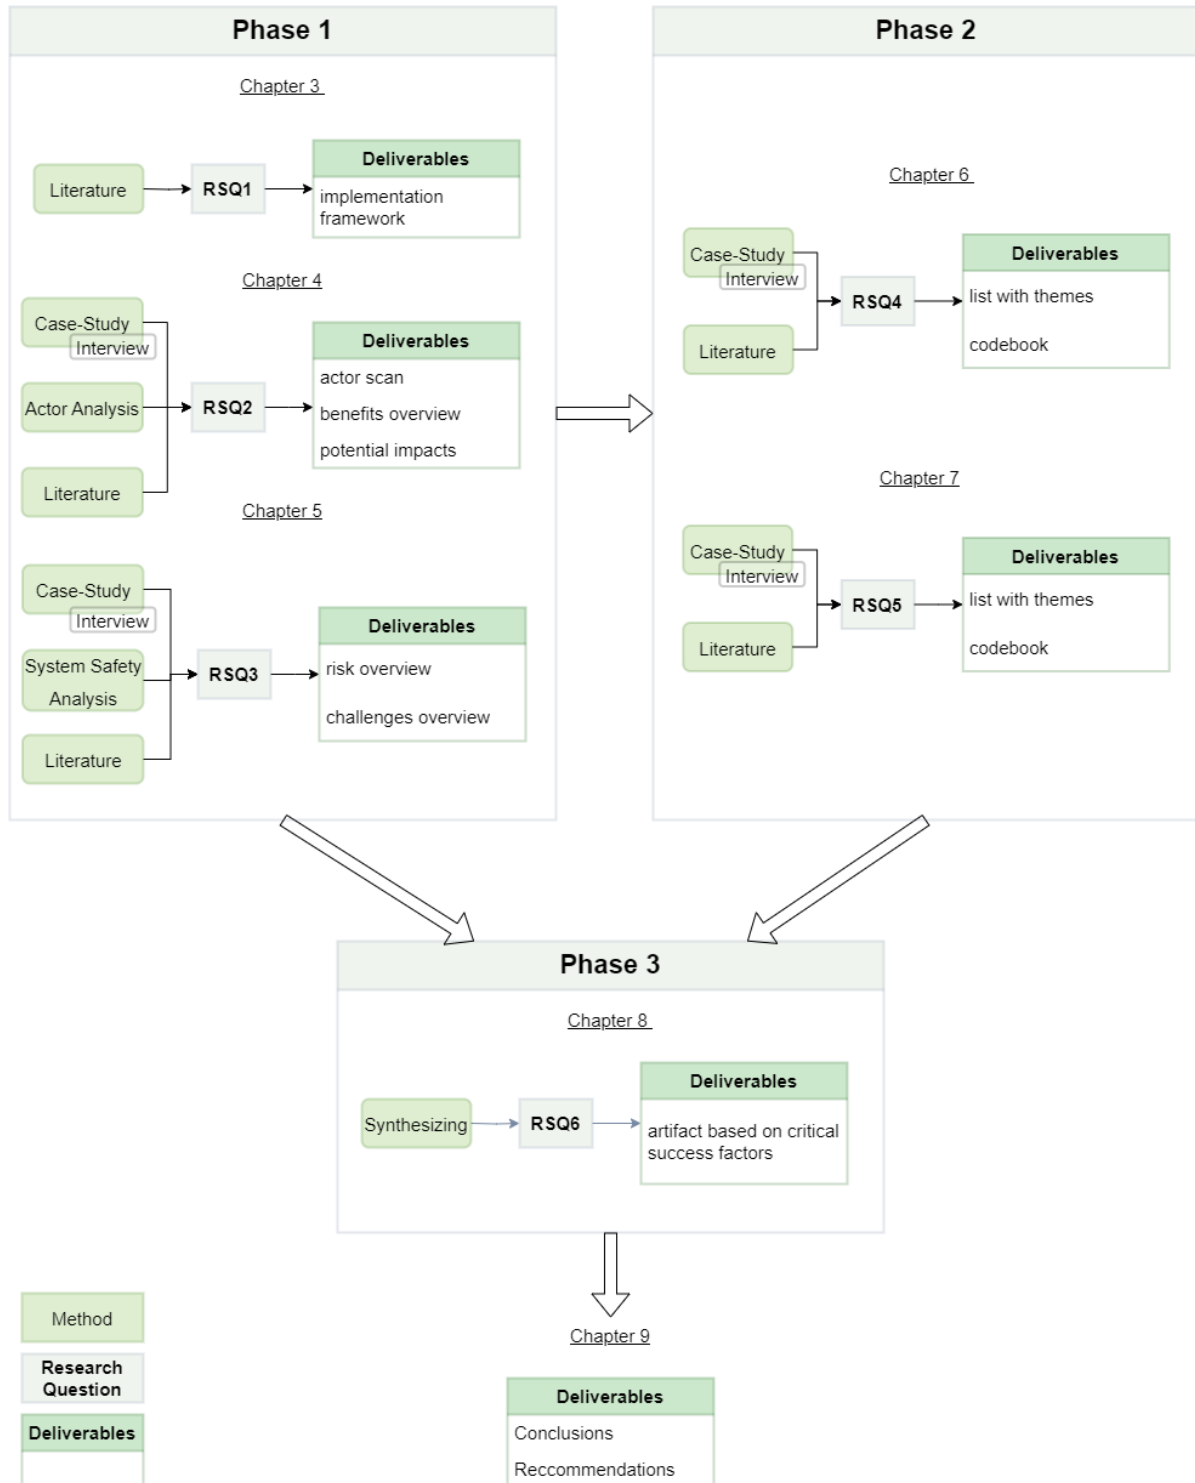 Phase 1
Chapter 3
Literature
RSQ1
Deliverables
implementation
framework
Chapter 4
Case-Study
Interview
Actor Analysis
Literature
RSQ2
Deliverables
actor scan
benefits overview
potential impacts
Chapter 5
Case-Study
Interview
System Safety
Analysis
Literature
RSQ3
Deliverables
risk overview
challenges overview
Phase 2
Chapter 6
Case-Study
Interview
Literature
RSQ4
Deliverables
list with themes
codebook
Chapter 7
Case-Study
Interview
Literature
RSQ5
Deliverables
list with themes
codebook
Phase 3
Chapter 8
Synthesizing
RSQ6
Deliverables
artifact based on critical
success factors
Chapter 9
Deliverables
Conclusions
Reccommendations
Method
Research
Question
Deliverables